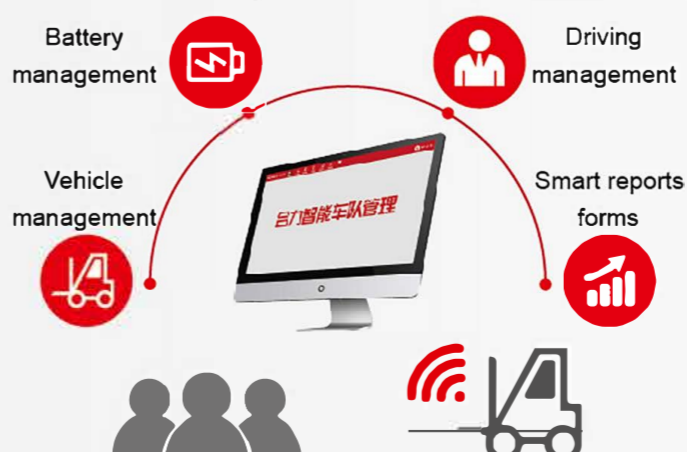 Battery
management
Driving
management
Vehicle
management
Smart reports
forms
合力智能车队管理